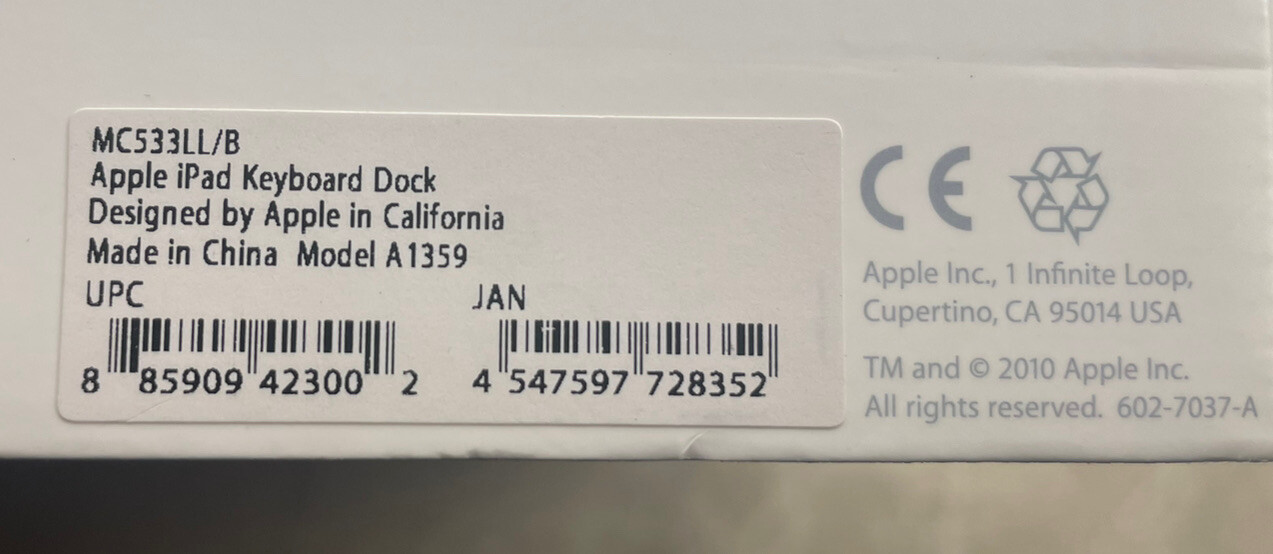 MC533LL/B
Apple iPad Keyboard Dock
Designed by Apple in California
Made in China Model A1359
UPC
8 85909 42300 2
JAN
4 547597 728352
CE
Apple Inc., 1 Infinite Loop,
Cupertino, CA 95014 USA
TM and © 2010 Apple Inc.
All rights reserved. 602-7037-A